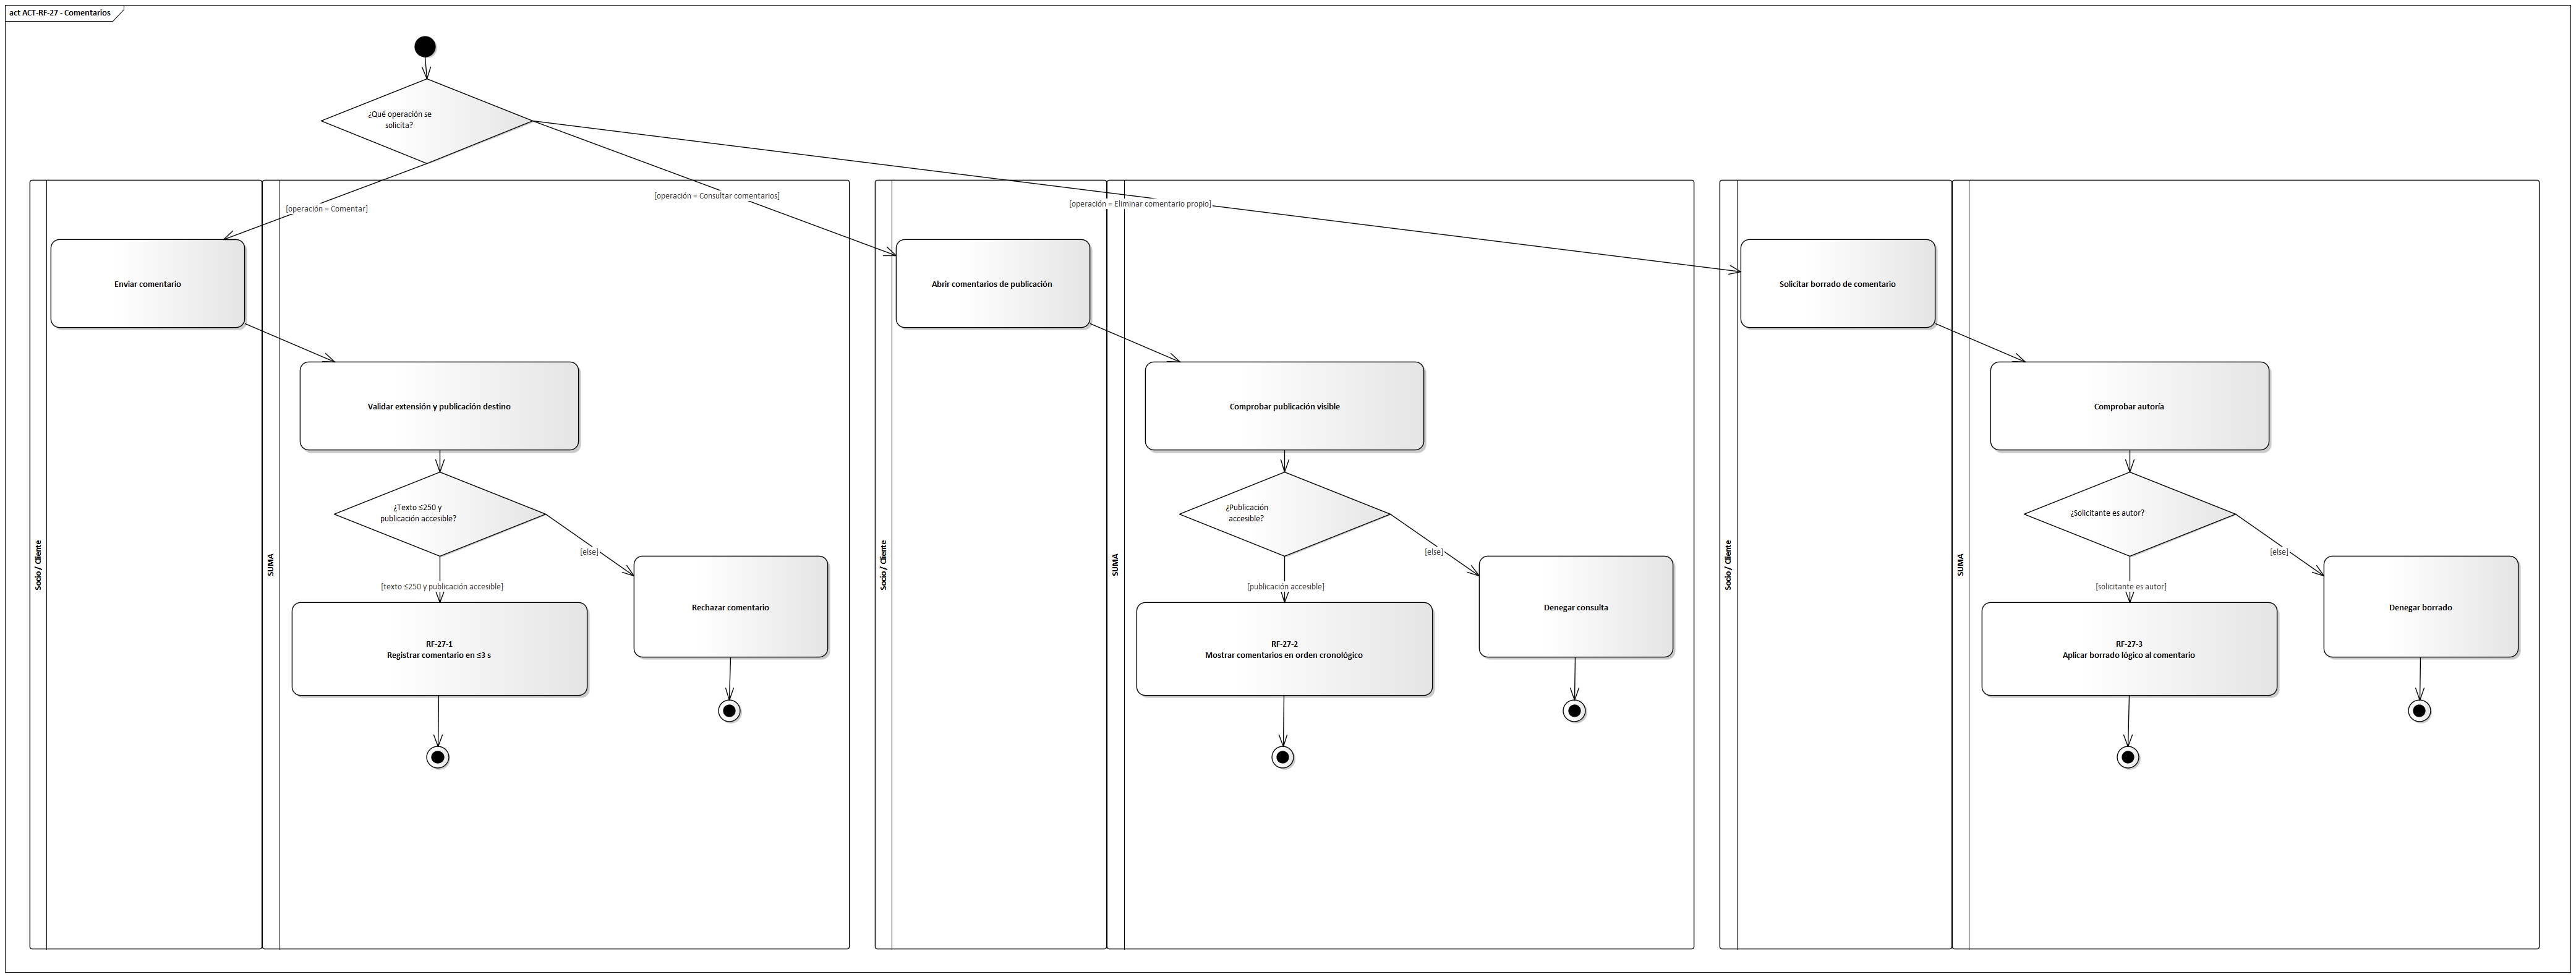 act ACT-RF-27 - Comentarios
¿Qué operación se
solicita?
[operación = Comentar]
[operación = Consultar comentarios]
[operación = Eliminar comentario propio]
Socio / Cliente
SUMA
Enviar comentario
Validar extensión y publicación destino
¿Texto ≤250 y
publicación accesible?
[else]
[texto ≤250 y publicación accesible]
Rechazar comentario
RF-27-1
Registrar comentario en ≤3 s
Socio / Cliente
SUMA
Abrir comentarios de publicación
Comprobar publicación visible
¿Publicación
accesible?
[else]
[publicación accesible]
Denegar consulta
RF-27-2
Mostrar comentarios en orden cronológico
Socio / Cliente
SUMA
Solicitar borrado de comentario
Comprobar autoría
¿Solicitante es autor?
[else]
[solicitante es autor]
Denegar borrado
RF-27-3
Aplicar borrado lógico al comentario